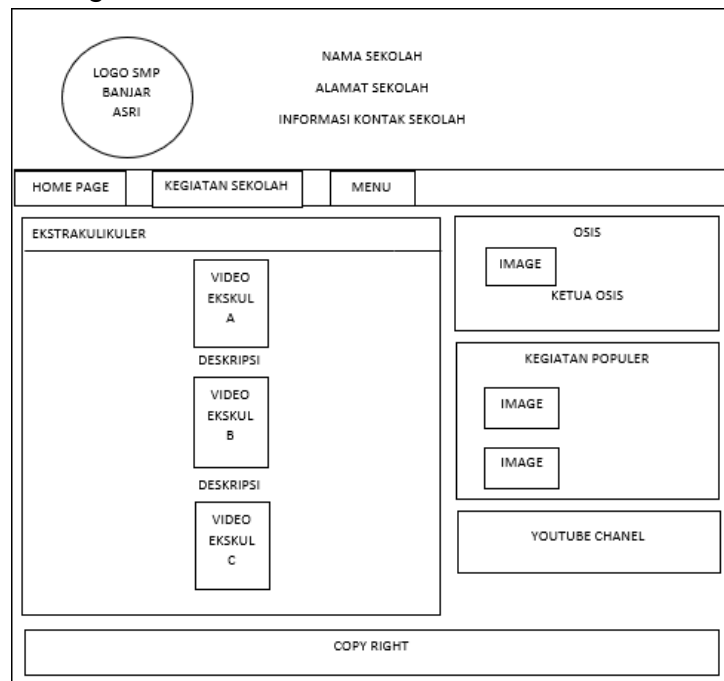 LOGO SMP
BANJAR
ASRI
NAMA SEKOLAH
ALAMAT SEKOLAH
INFORMASI KONTAK SEKOLAH
HOME PAGE
KEGIATAN SEKOLAH
MENU
EKSTRAKULIKULER
VIDEO
EKSKUL
A
DESKRIPSI
VIDEO
EKSKUL
B
DESKRIPSI
VIDEO
EKSKUL
C
OSIS
IMAGE
KETUA OSIS
KEGIATAN POPULER
IMAGE
IMAGE
YOUTUBE CHANEL
COPY RIGHT